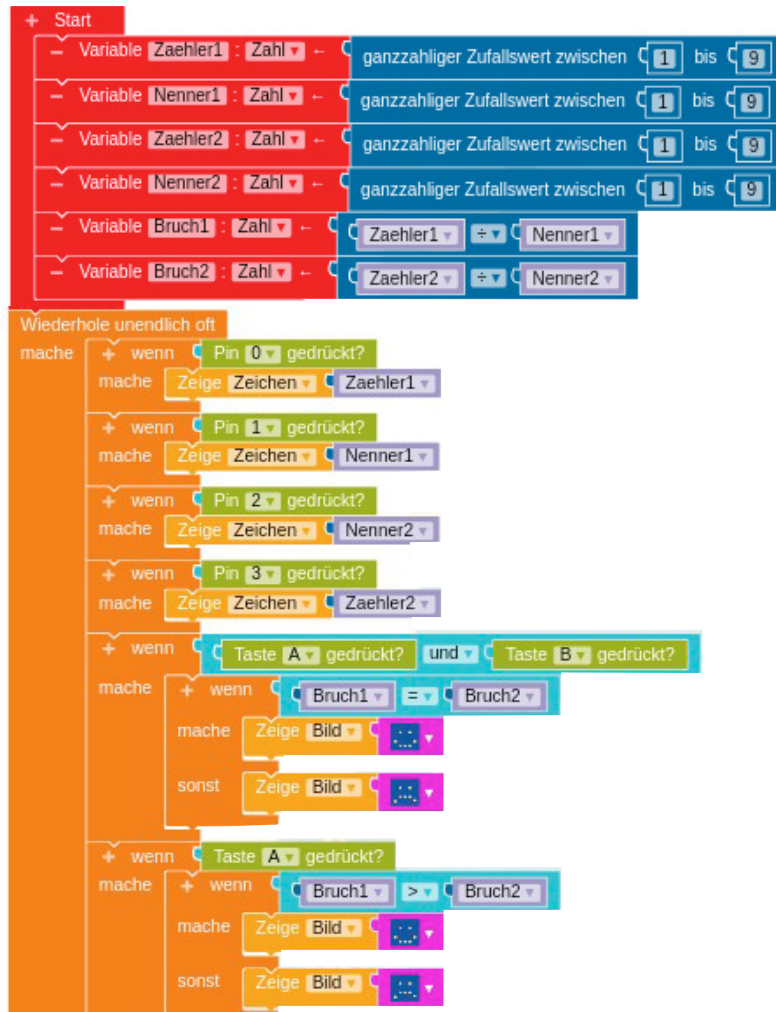 + Start
− Variable Zaehler1 : Zahl ← ganzzahliger Zufallswert zwischen 1 bis 9
− Variable Nenner1 : Zahl ← ganzzahliger Zufallswert zwischen 1 bis 9
− Variable Zaehler2 : Zahl ← ganzzahliger Zufallswert zwischen 1 bis 9
− Variable Nenner2 : Zahl ← ganzzahliger Zufallswert zwischen 1 bis 9
− Variable Bruch1 : Zahl ← Zaehler1 ÷ Nenner1
− Variable Bruch2 : Zahl ← Zaehler2 ÷ Nenner2
Wiederhole unendlich oft
mache + wenn Pin 0 gedrückt?
mache Zeige Zeichen Zaehler1
+ wenn Pin 1 gedrückt?
mache Zeige Zeichen Nenner1
+ wenn Pin 2 gedrückt?
mache Zeige Zeichen Nenner2
+ wenn Pin 3 gedrückt?
mache Zeige Zeichen Zaehler2
+ wenn Taste A gedrückt? und Taste B gedrückt?
mache + wenn Bruch1 = Bruch2
mache Zeige Bild
sonst Zeige Bild
+ wenn Taste A gedrückt?
mache + wenn Bruch1 > Bruch2
mache Zeige Bild
sonst Zeige Bild